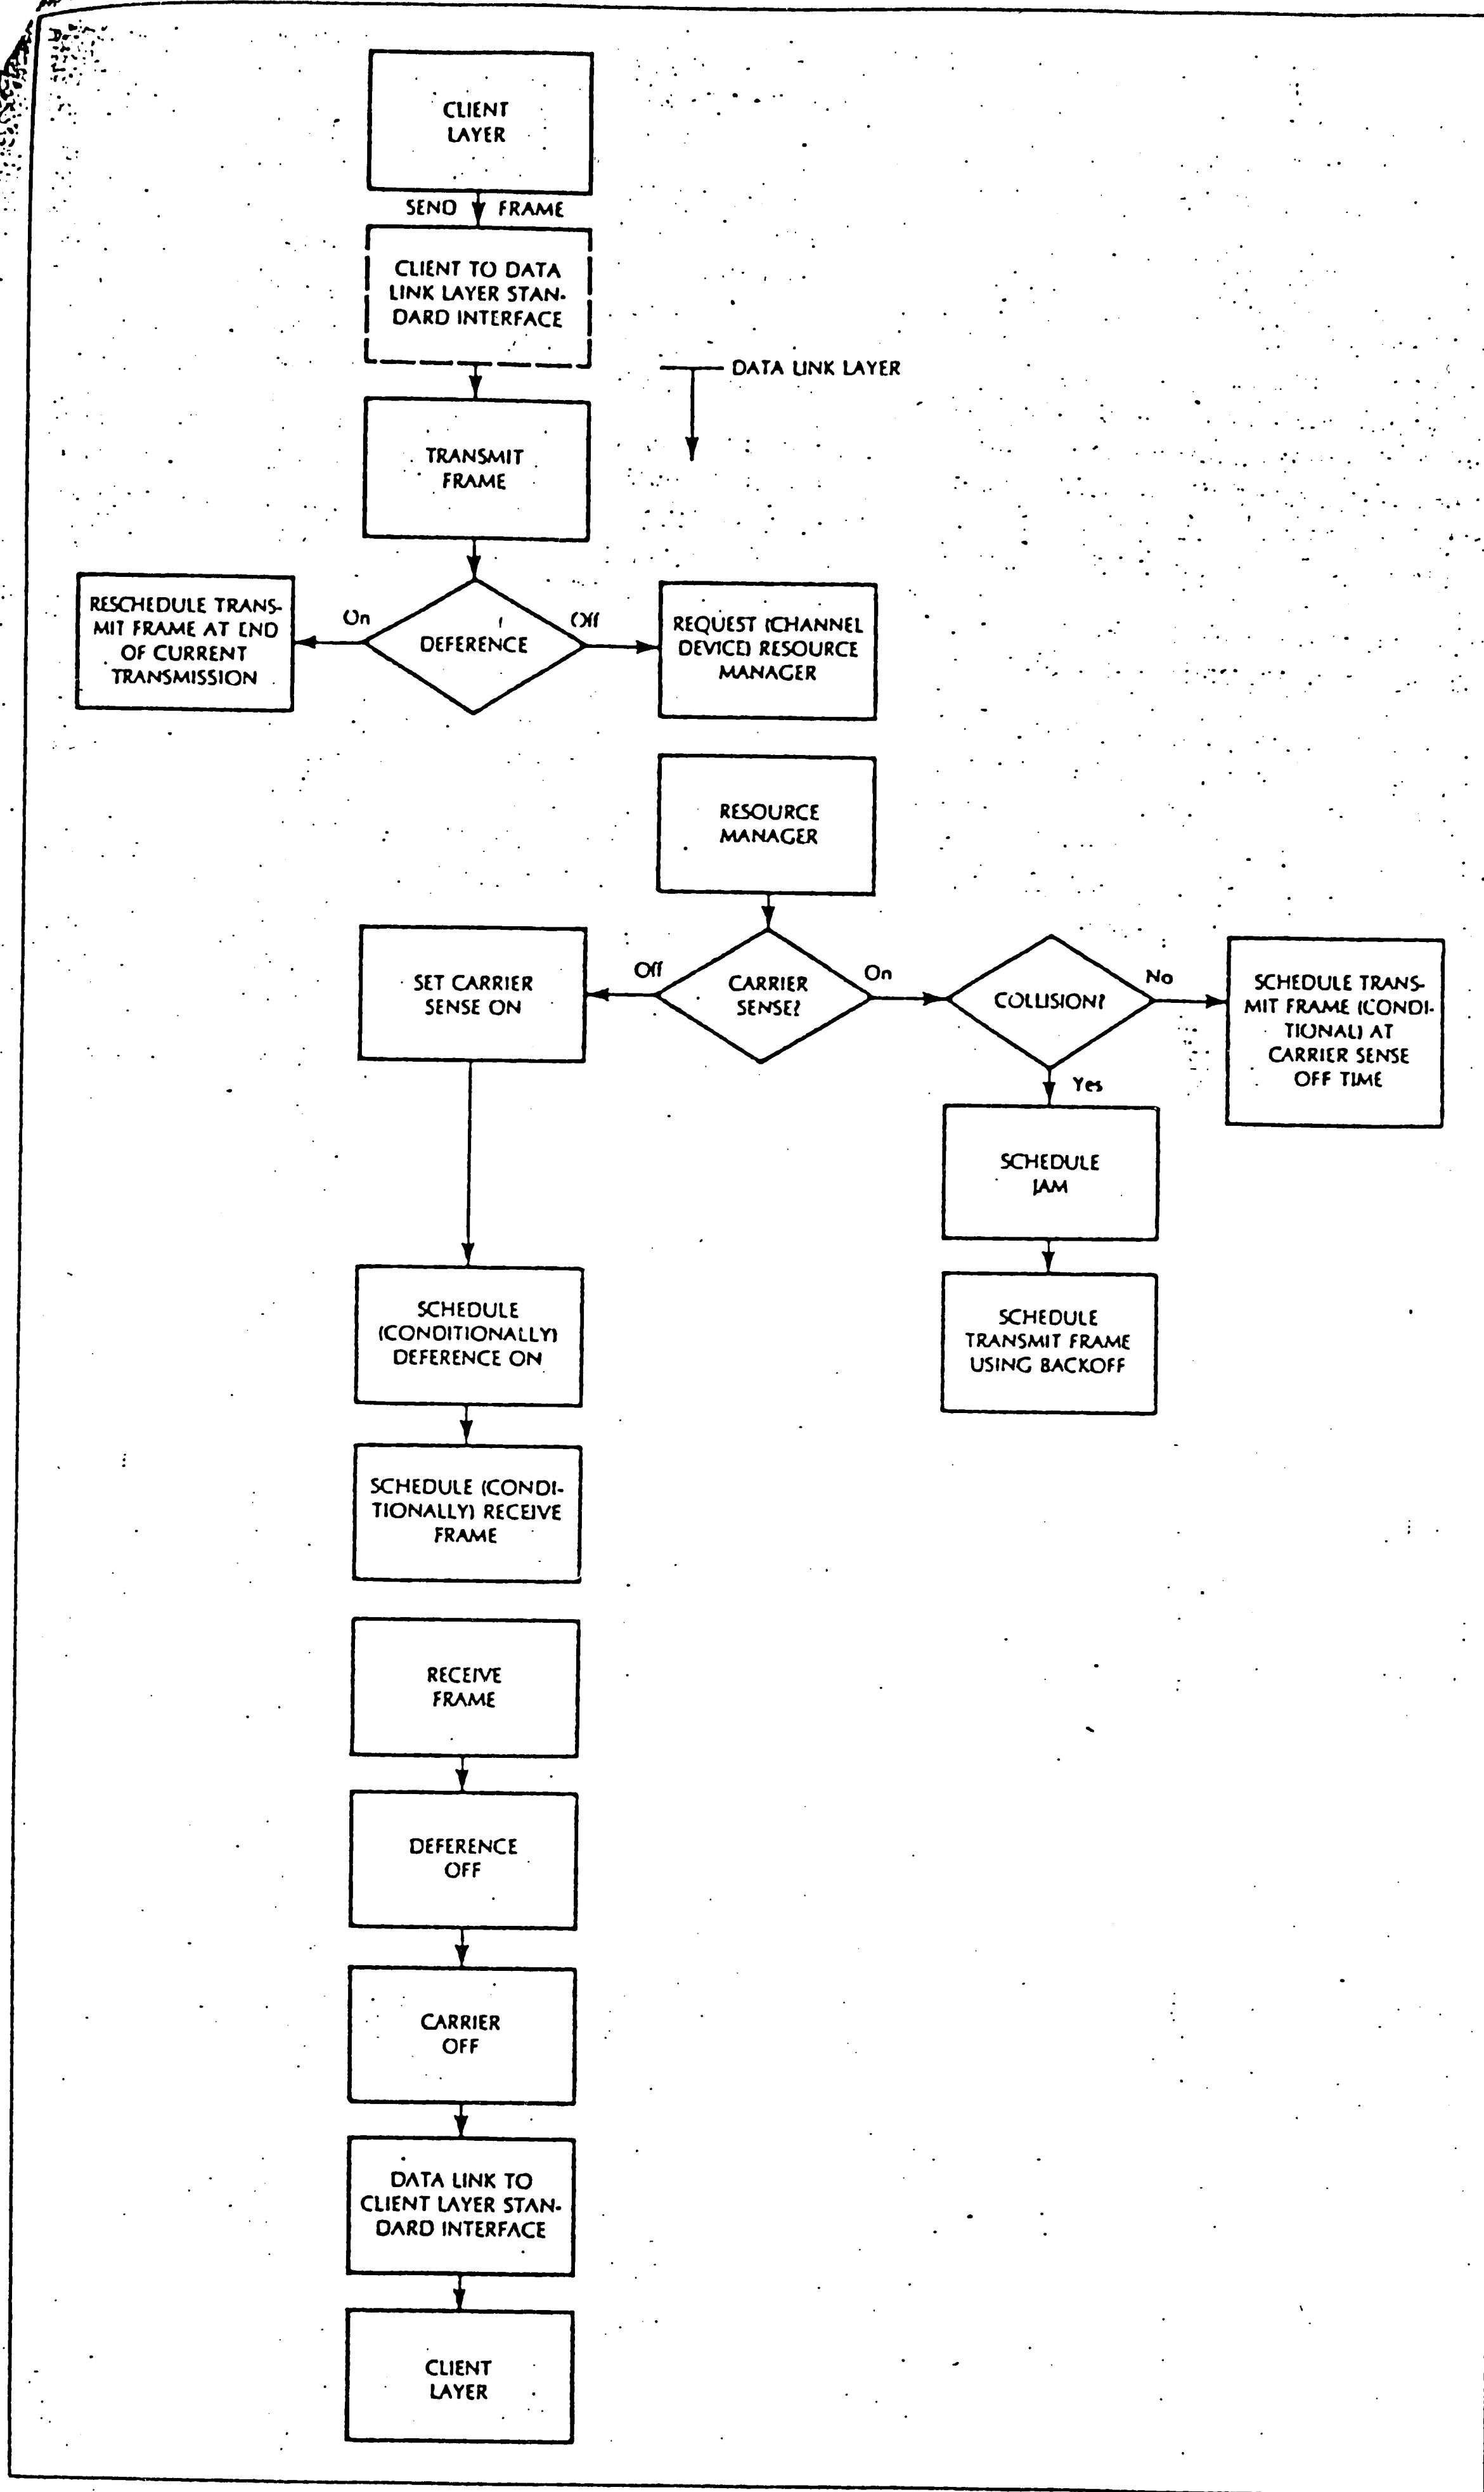 CLIENT
LAYER
SEND FRAME
CLIENT TO DATA
LINK LAYER STAN-
DARD INTERFACE
DATA LINK LAYER
TRANSMIT
FRAME
RESCHEDULE TRANS-
MIT FRAME AT END
OF CURRENT
TRANSMISSION
On
DEFERENCE
Off
REQUEST (CHANNEL
DEVICE) RESOURCE
MANAGER
RESOURCE
MANAGER
SET CARRIER
SENSE ON
Off
CARRIER
SENSE?
On
COLLISION?
No
SCHEDULE TRANS-
MIT FRAME (CONDI-
TIONAL) AT
CARRIER SENSE
OFF TIME
Yes
SCHEDULE
JAM
SCHEDULE
TRANSMIT FRAME
USING BACKOFF
SCHEDULE
(CONDITIONALLY)
DEFERENCE ON
SCHEDULE (CONDI-
TIONALLY) RECEIVE
FRAME
RECEIVE
FRAME
DEFERENCE
OFF
CARRIER
OFF
DATA LINK TO
CLIENT LAYER STAN-
DARD INTERFACE
CLIENT
LAYER